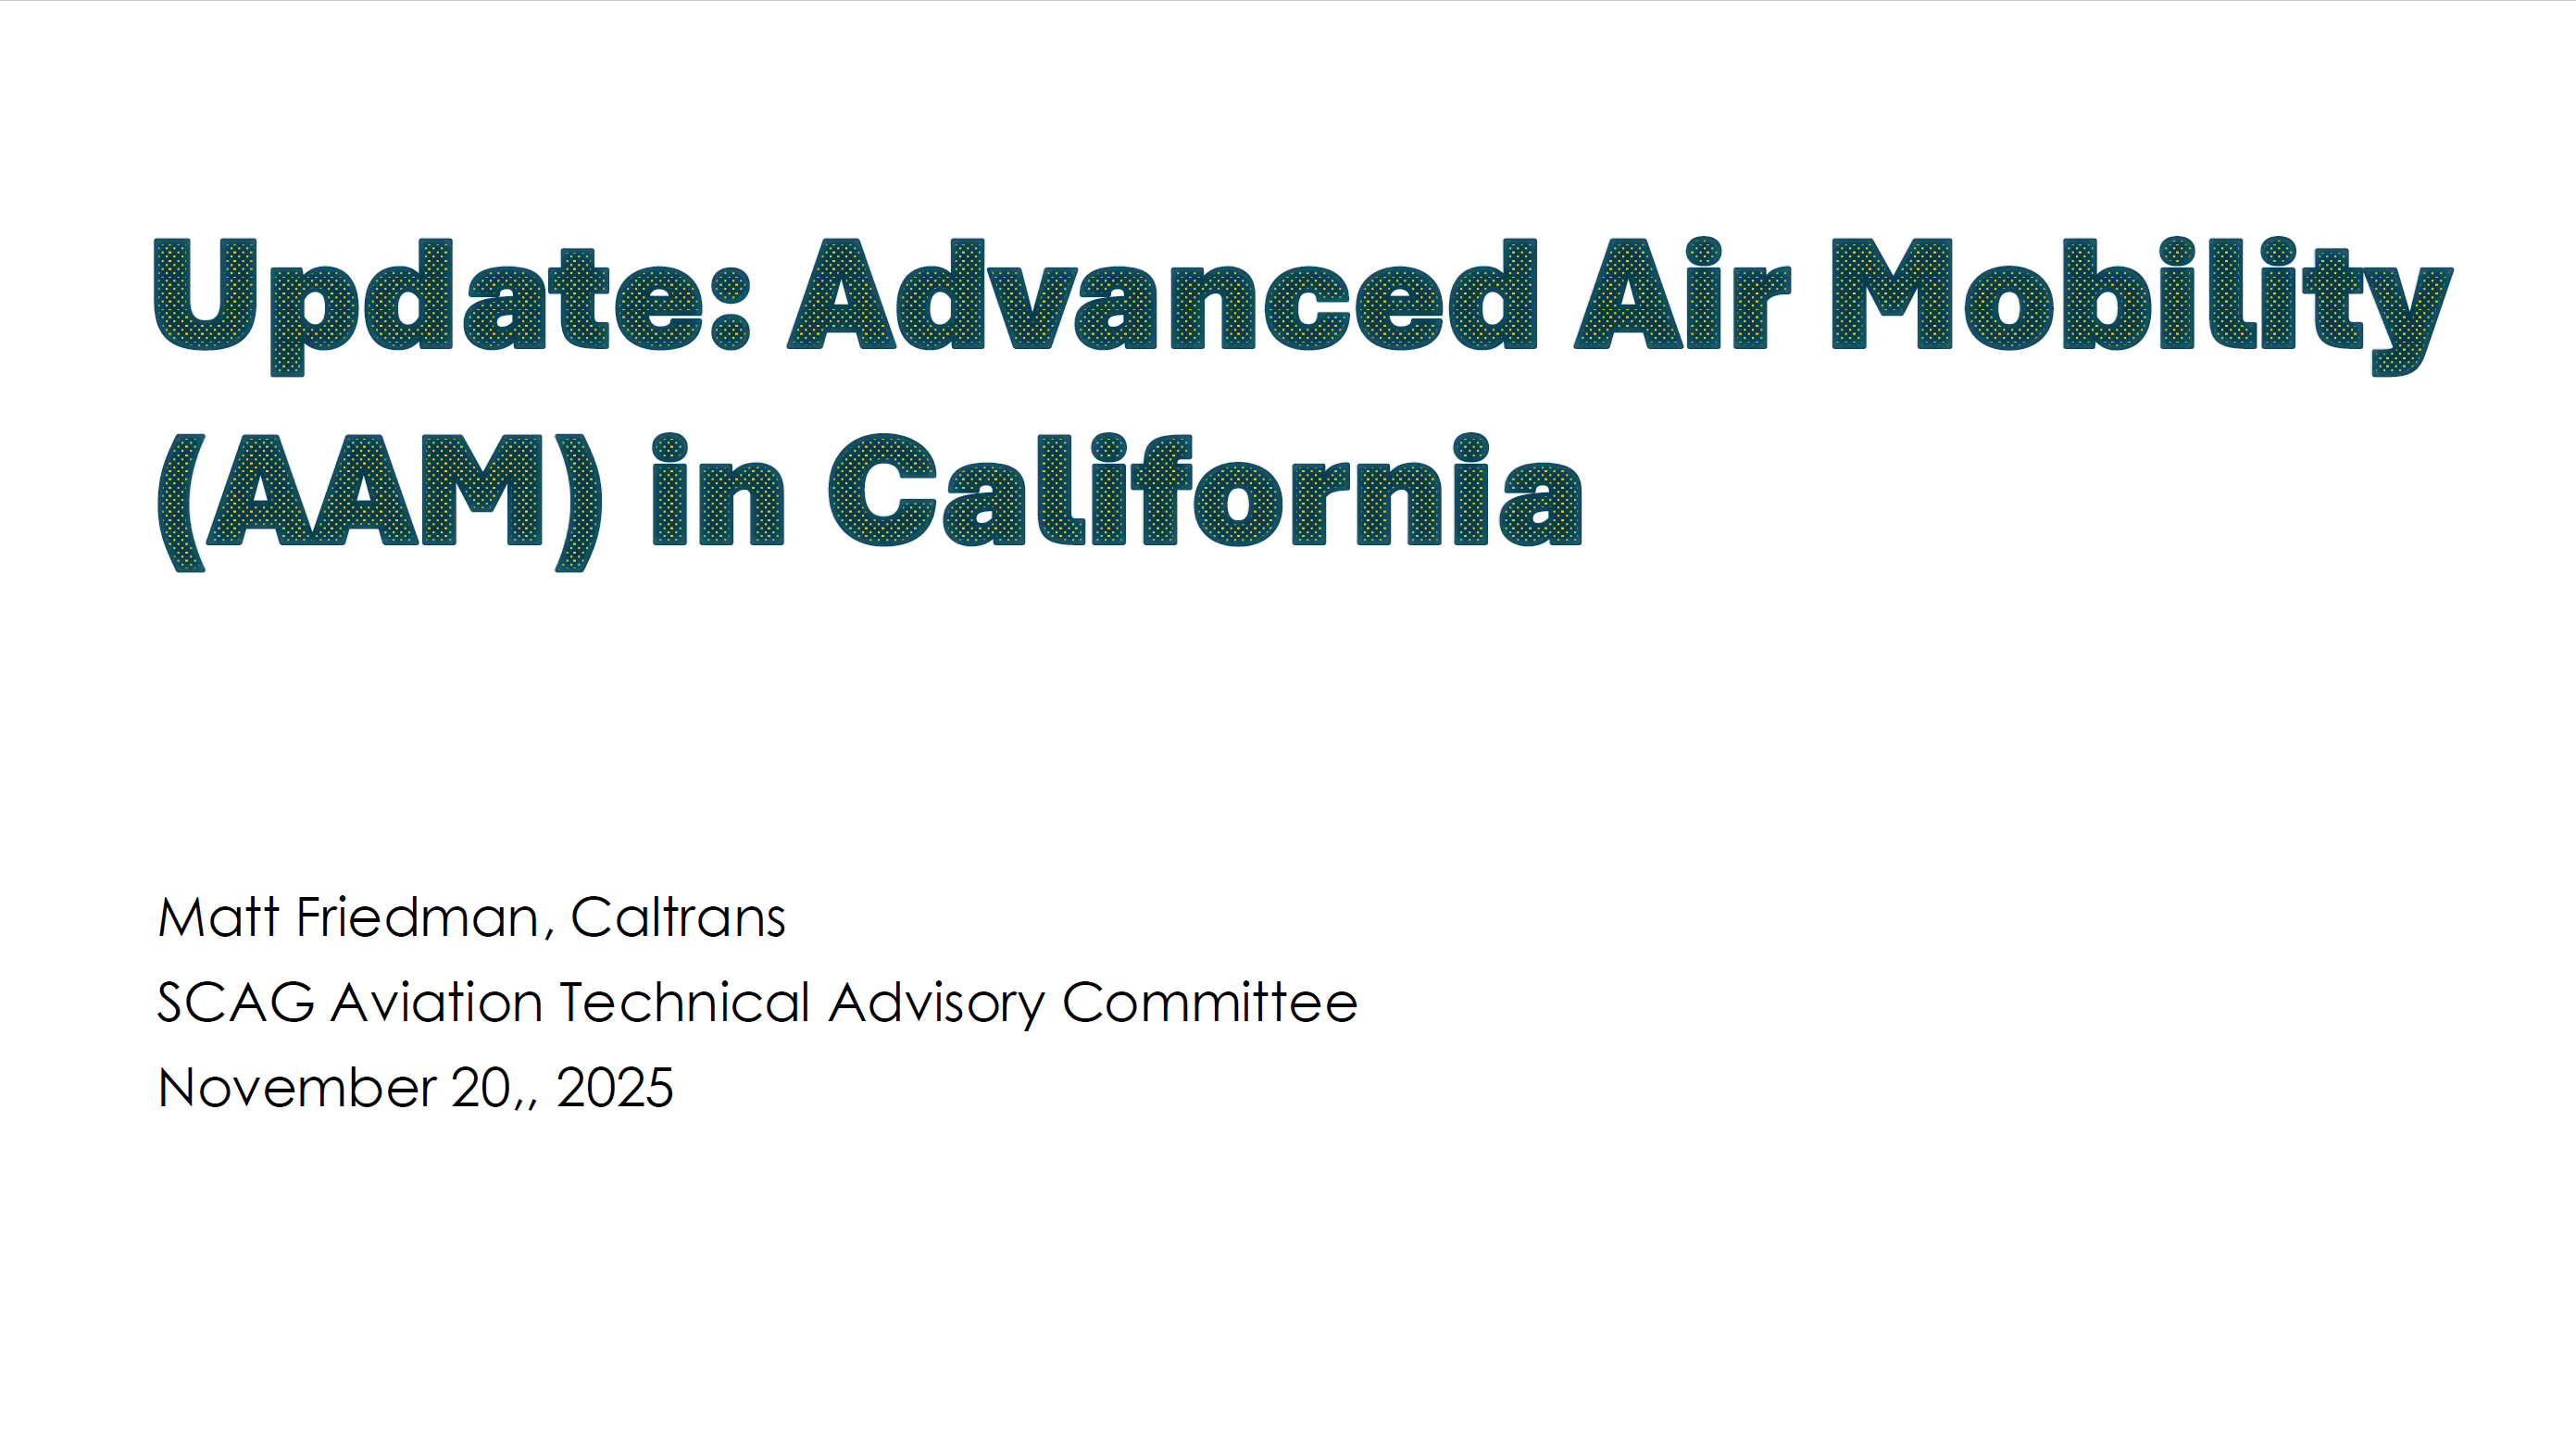 Update: Advanced Air Mobility
(AAM) in California
Matt Friedman, Caltrans
SCAG Aviation Technical Advisory Committee
November 20,, 2025